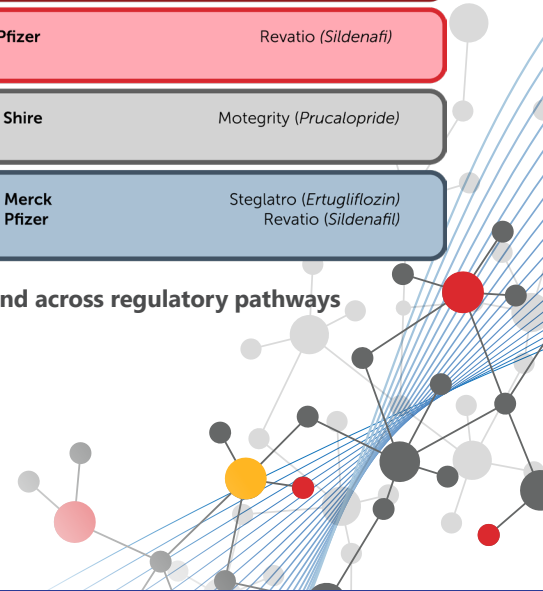 Pfizer Revatio (Sildenafi)
Shire Motegrity (Prucalopride)
Merck Steglatro (Ertugliflozin)
Pfizer Revatio (Sildenafil)
nd across regulatory pathways